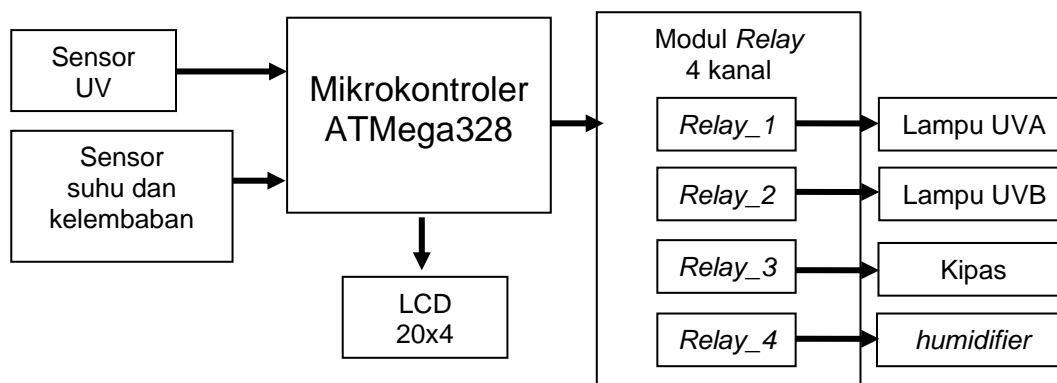 Sensor
UV
Sensor
suhu dan
kelembaban
Mikrokontroler
ATMega328
LCD
20x4
Modul Relay
4 kanal
Relay_1
Lampu UVA
Relay_2
Lampu UVB
Relay_3
Kipas
Relay_4
humidifier